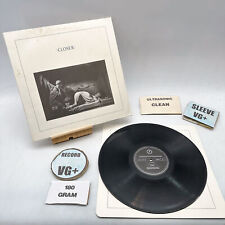 CLOSER
ULTRASONIC
CLEAN
SLEEVE
VG+
RECORD
VG+
180
GRAM